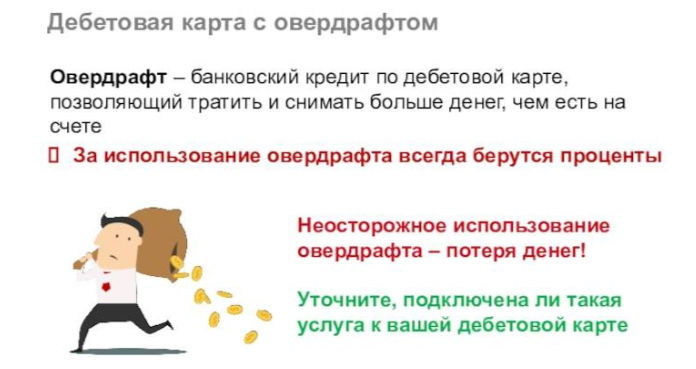 Дебетовая карта с овердрафтом
Овердрафт – банковский кредит по дебетовой карте,
позволяющий тратить и снимать больше денег, чем есть на
счете
▯ За использование овердрафта всегда берутся проценты
Неосторожное использование
овердрафта – потеря денег!
Уточните, подключена ли такая
услуга к вашей дебетовой карте